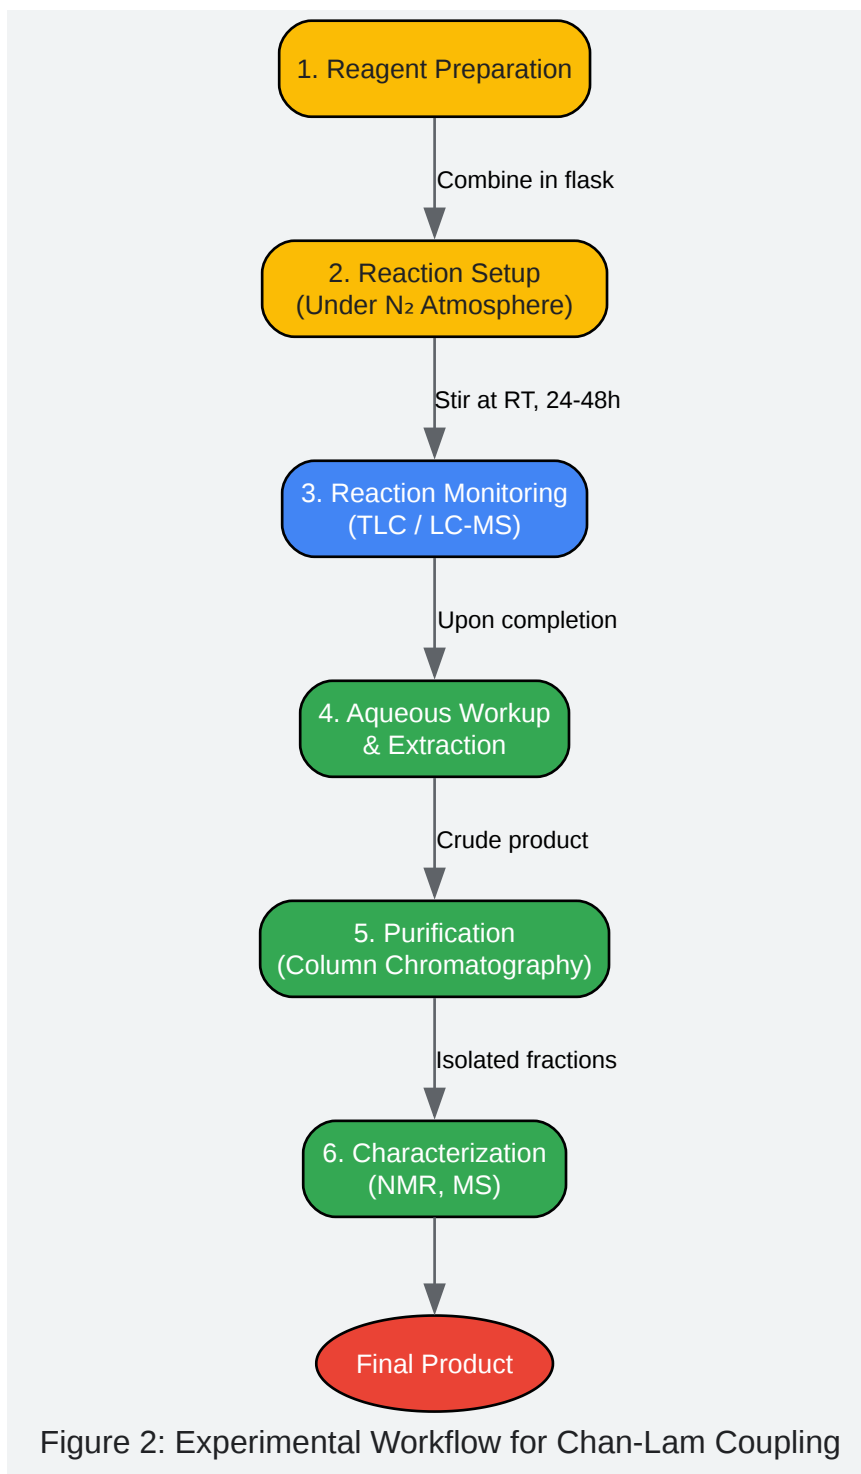 1. Reagent Preparation
Combine in flask
2. Reaction Setup
(Under N₂ Atmosphere)
Stir at RT, 24-48h
3. Reaction Monitoring
(TLC / LC-MS)
Upon completion
4. Aqueous Workup
& Extraction
Crude product
5. Purification
(Column Chromatography)
Isolated fractions
6. Characterization
(NMR, MS)
Final Product
Figure 2: Experimental Workflow for Chan-Lam Coupling